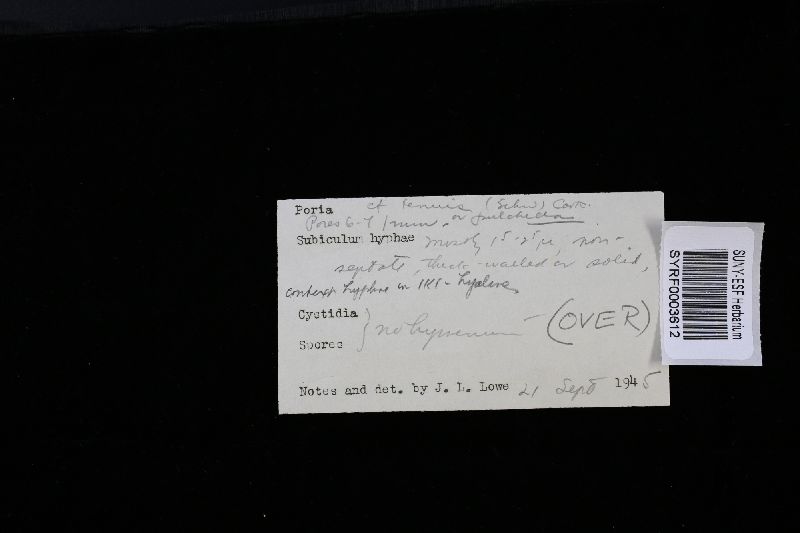 Poria cf tenuis (Schw) Cooke.
Pores 6-7/mm, or pulchella
Subiculum hyphae mostly 1.5-2.5 µ, non-
septate, thick-walled or solid,
context hyphae in IKI - hyaline
Cystidia
} no hymenium - (OVER)
Spores
Notes and det. by J. L. Lowe 21 Sept 1945
SUNY-ESF Herbarium
SYRF0003612